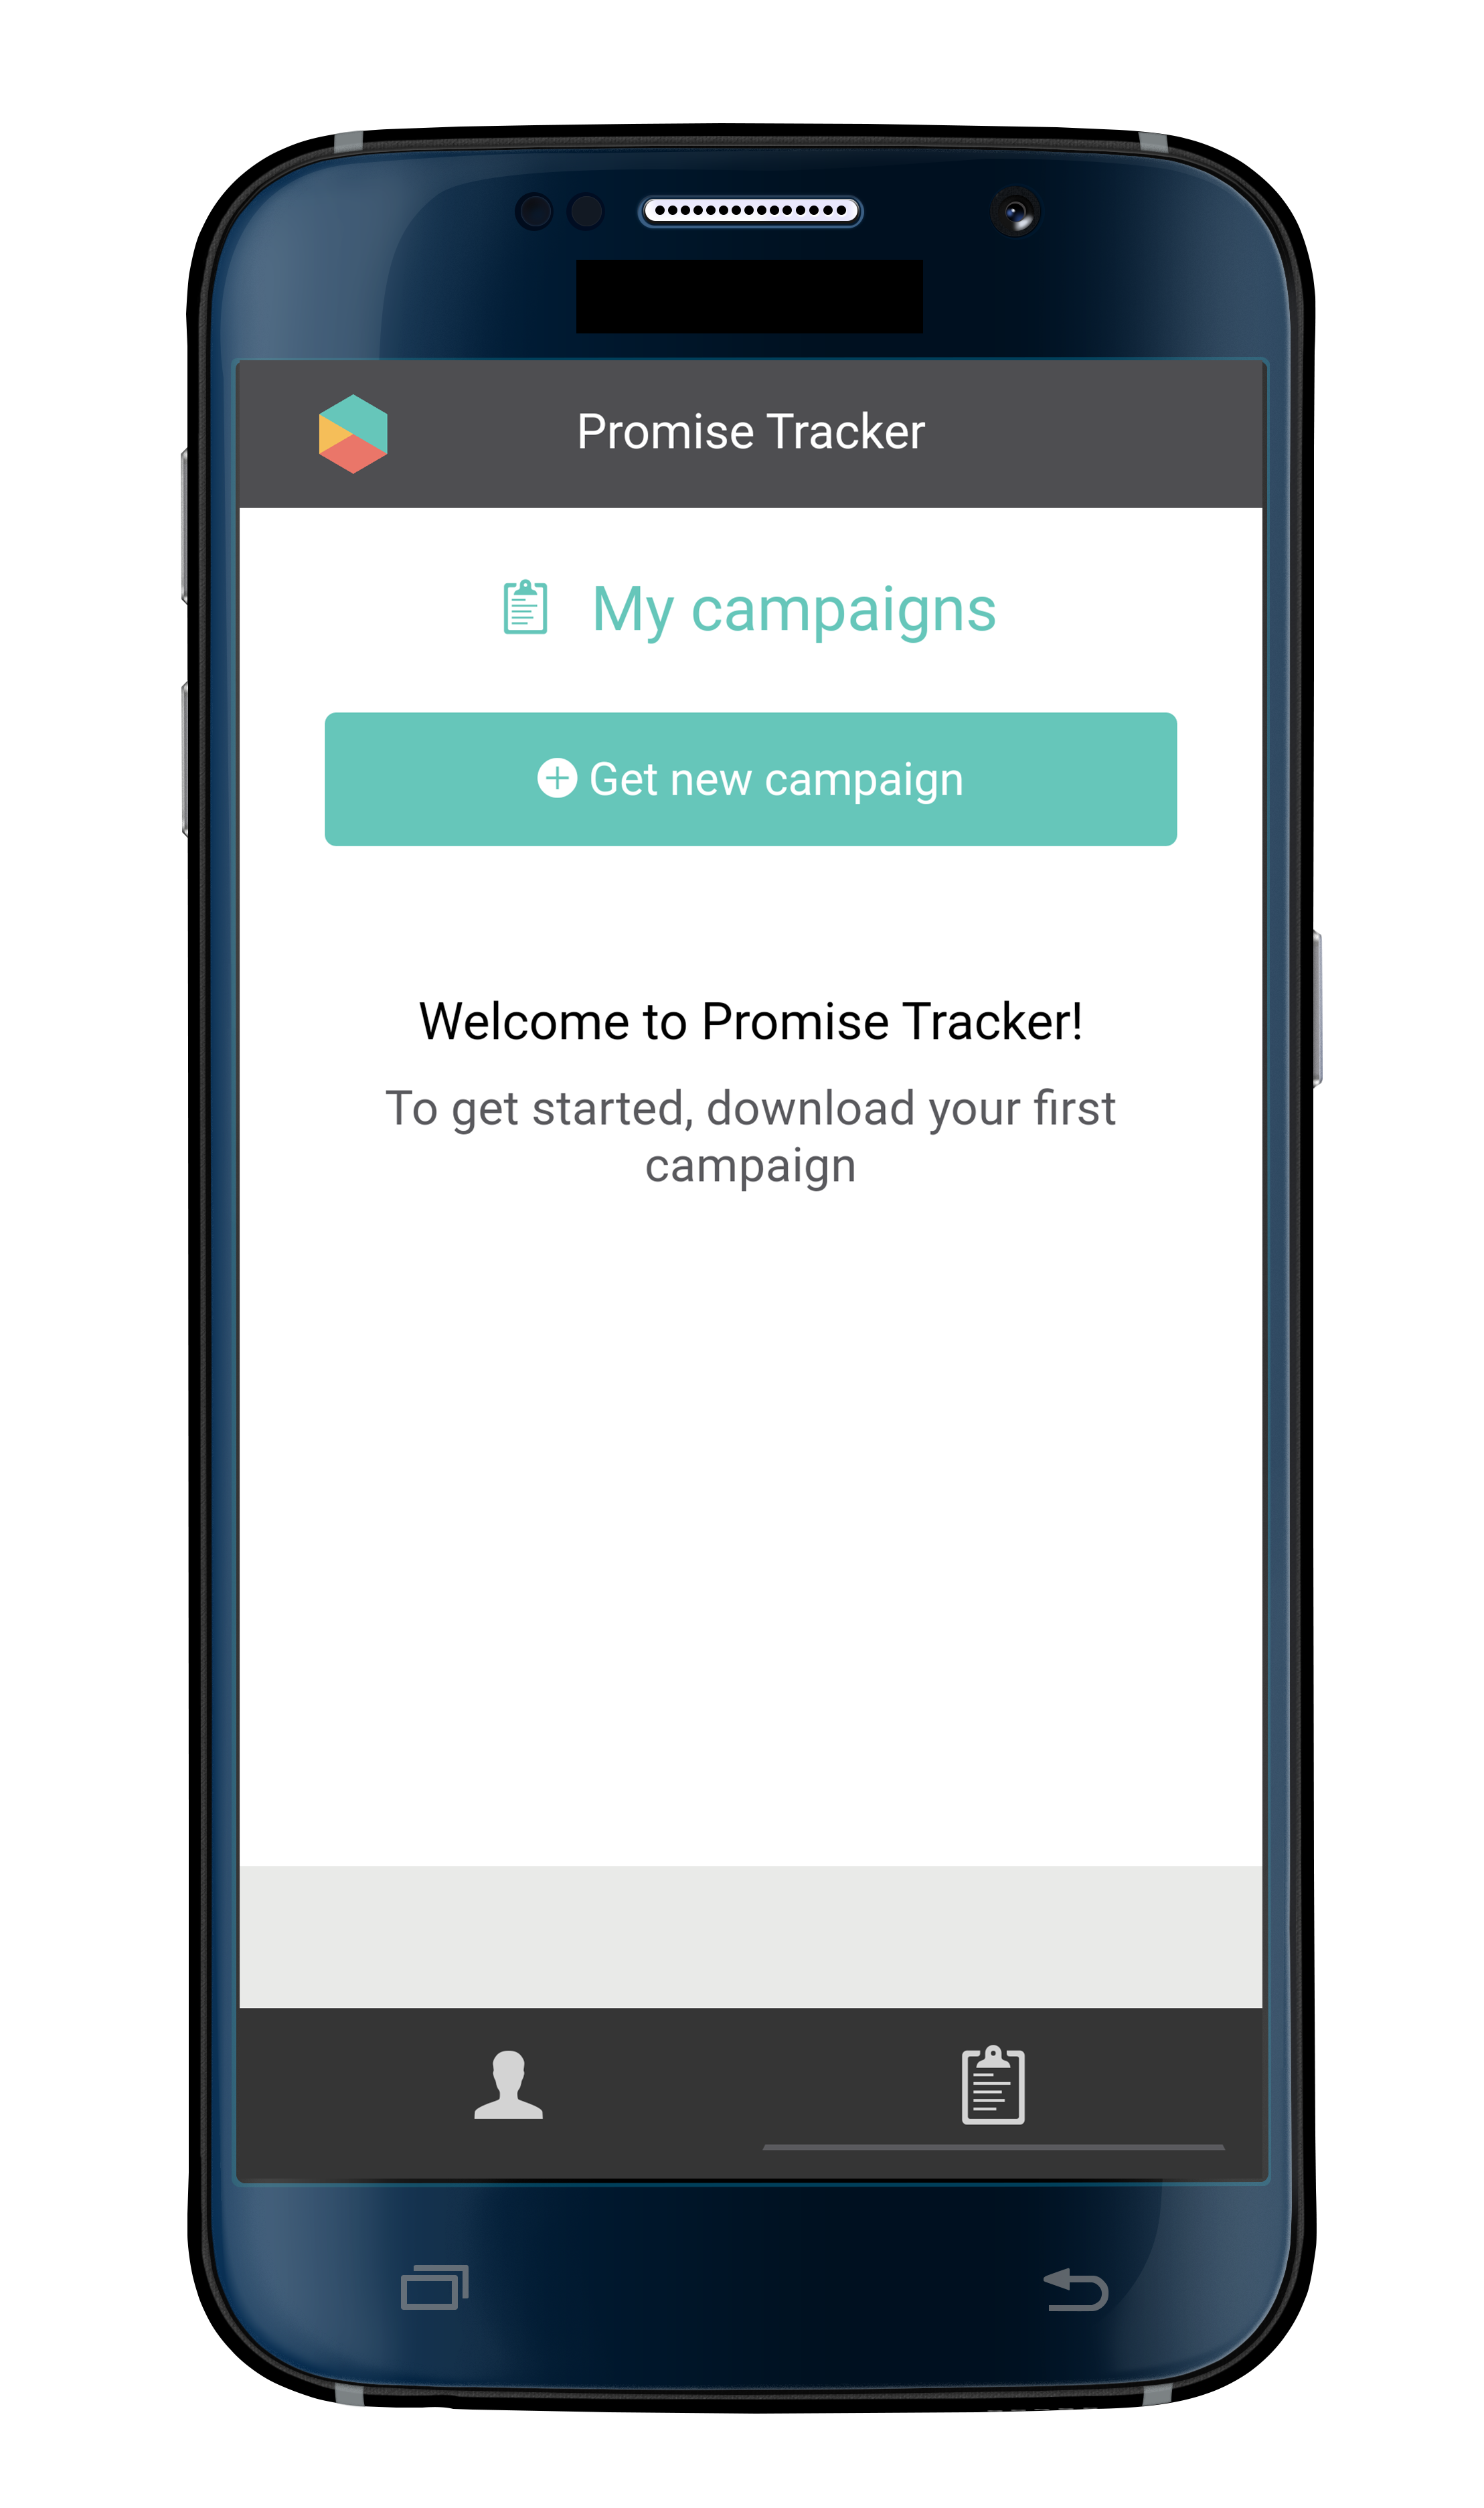 Promise Tracker
My campaigns
Get new campaign
Welcome to Promise Tracker!
To get started, download your first
campaign